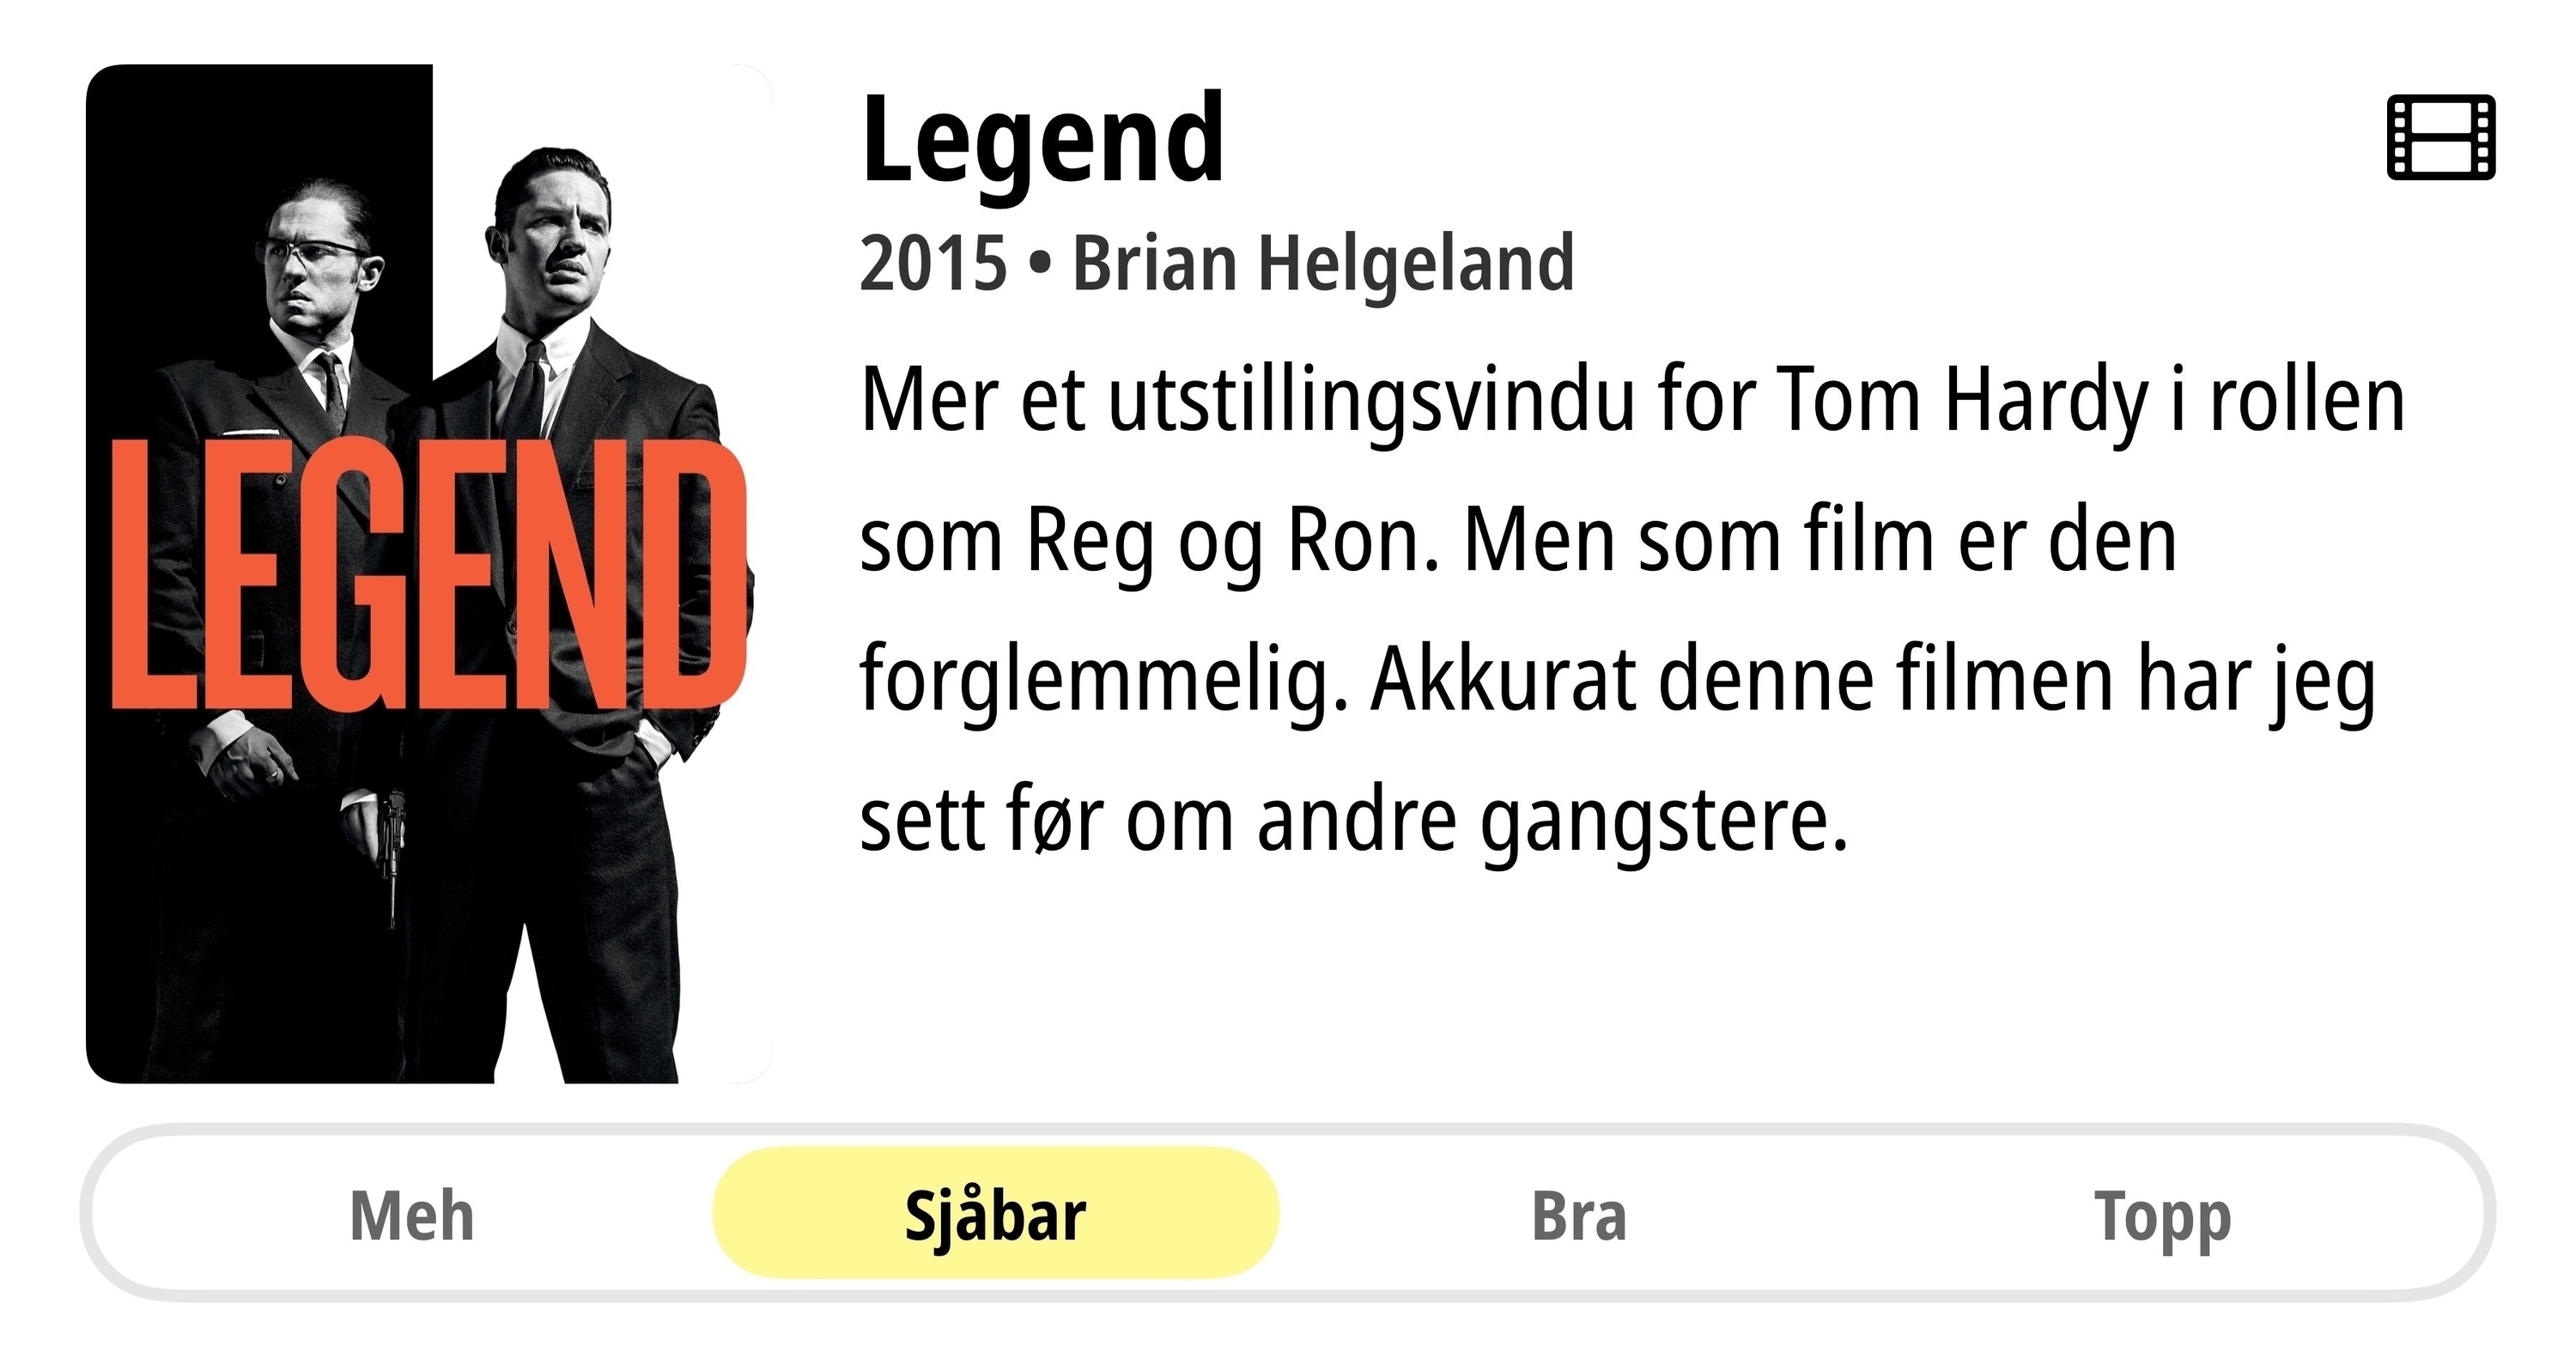 LEGEND
Legend
2015 • Brian Helgeland
Mer et utstillingsvindu for Tom Hardy i rollen
som Reg og Ron. Men som film er den
forglemmelig. Akkurat denne filmen har jeg
sett før om andre gangstere.
Meh
Sjåbar
Bra
Topp